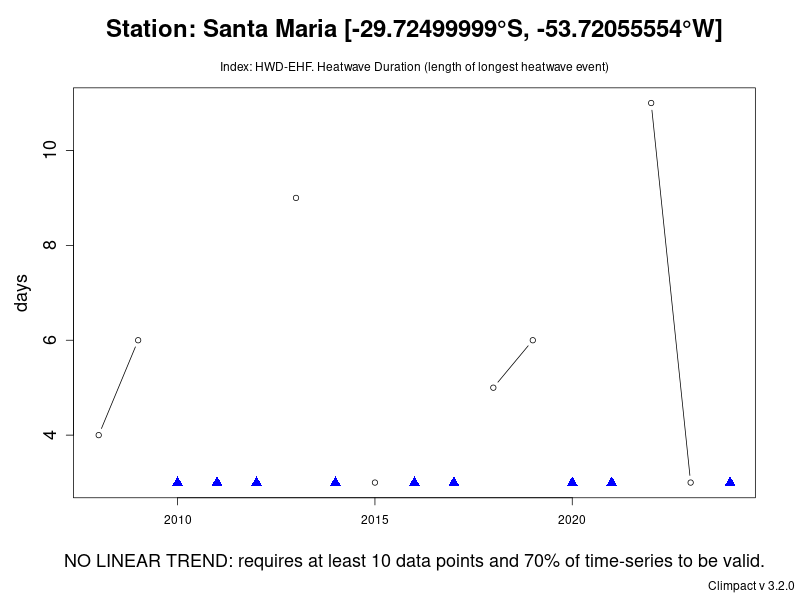 Station: Santa Maria [-29.72499999°S, -53.72055554°W]
Index: HWD-EHF. Heatwave Duration (length of longest heatwave event)
10
8
6
4
days
2010 2015 2020
NO LINEAR TREND: requires at least 10 data points and 70% of time-series to be valid.
Climpact v 3.2.0